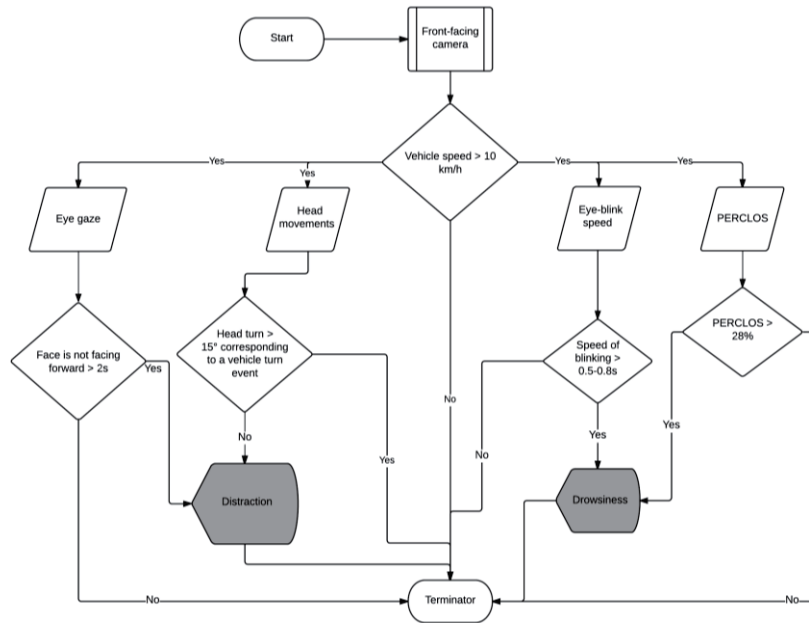 Start
Front-facing
camera
Vehicle speed > 10
km/h
Yes
Yes
Yes
Yes
Eye gaze
Head
movements
Eye-blink
speed
PERCLOS
Face is not facing
forward > 2s
Yes
Head turn >
15° corresponding
to a vehicle turn
event
Speed of
blinking >
0.5-0.8s
PERCLOS >
28%
No
No
Yes
No
Yes
Yes
Distraction
Drowsiness
No
Terminator
No